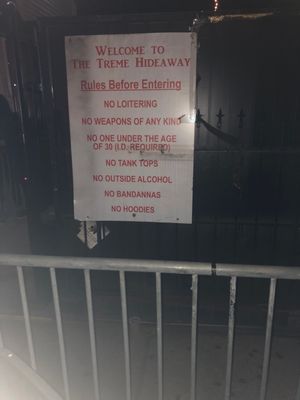 WELCOME TO
THE TREME HIDEAWAY
Rules Before Entering
NO LOITERING
NO WEAPONS OF ANY KIND
NO ONE UNDER THE AGE
OF 30 (I.D. REQUIRED)
NO TANK TOPS
NO OUTSIDE ALCOHOL
NO BANDANNAS
NO HOODIES